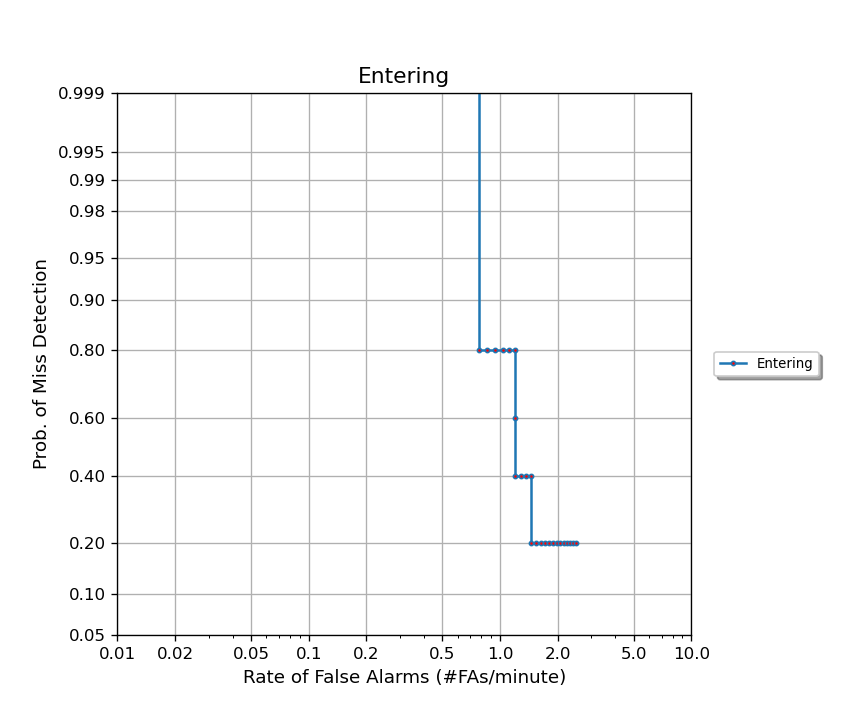 Entering
0.999
0.995
0.99
0.98
0.95
0.90
0.80
0.60
0.40
0.20
0.10
0.05
Prob. of Miss Detection
Entering
0.01 0.02 0.05 0.1 0.2 0.5 1.0 2.0 5.0 10.0
Rate of False Alarms (#FAs/minute)